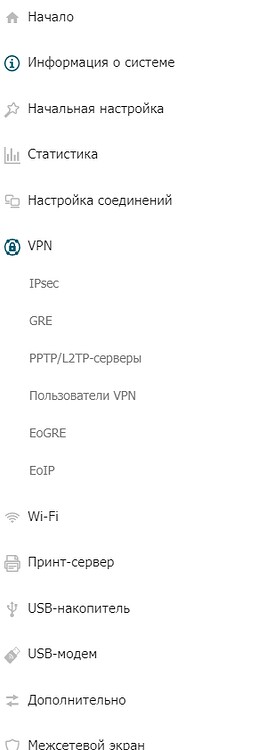 Начало
Информация о системе
Начальная настройка
Статистика
Настройка соединений
VPN
IPsec
GRE
PPTP/L2TP-серверы
Пользователи VPN
EoGRE
EoIP
Wi-Fi
Принт-сервер
USB-накопитель
USB-модем
Дополнительно
Межсетевой экран